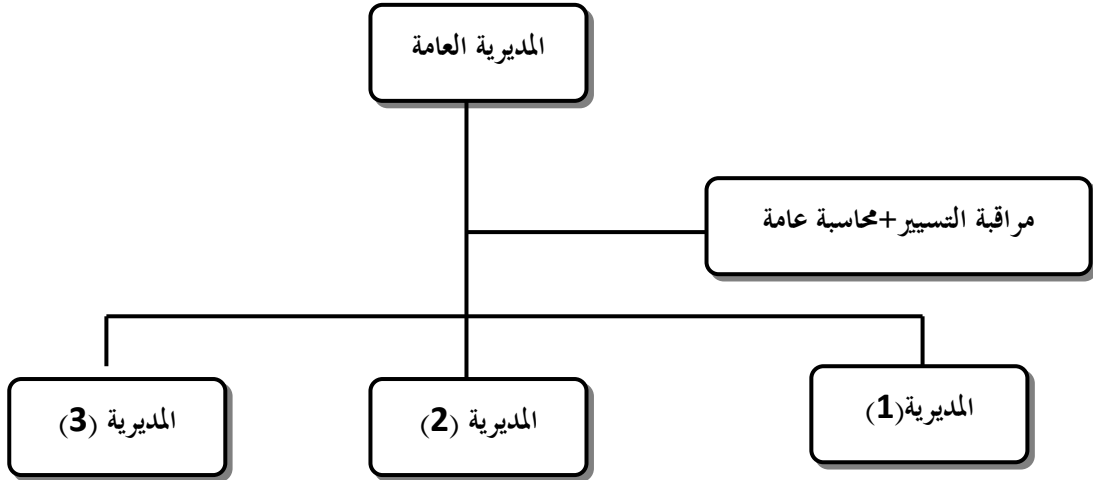 المديرية العامة
مراقبة التسيير+محاسبة عامة
المديرية(1)
المديرية (2)
المديرية (3)